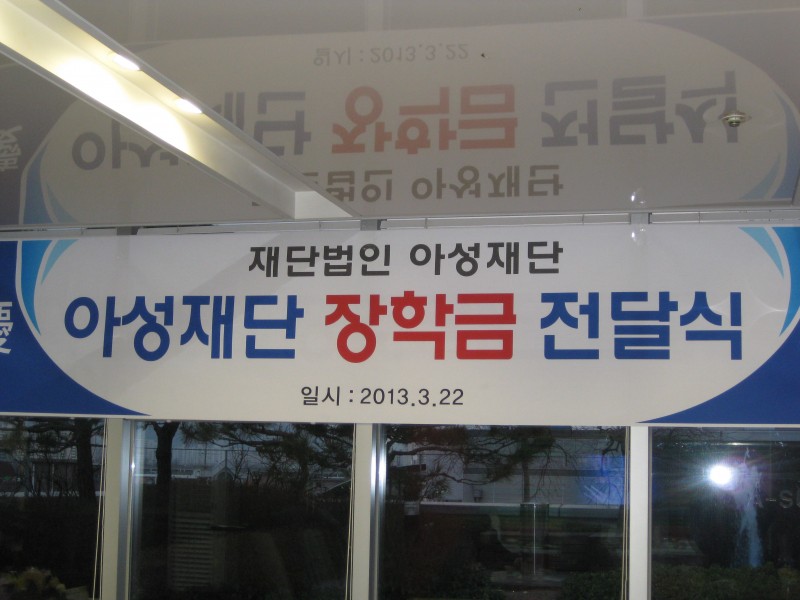 재단법인 아성재단
慶
아성재단 장학금 전달식
일시 : 2013.3.22